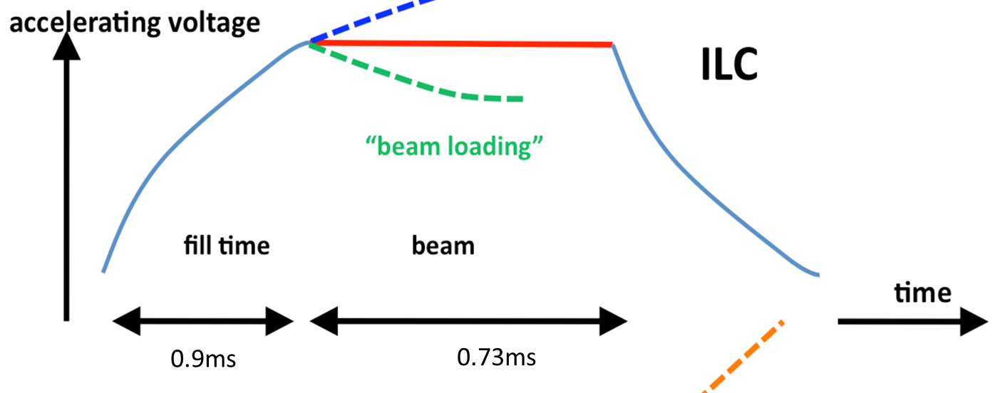 accelerating voltage
ILC
“beam loading”
fill time
beam
time
0.9ms
0.73ms